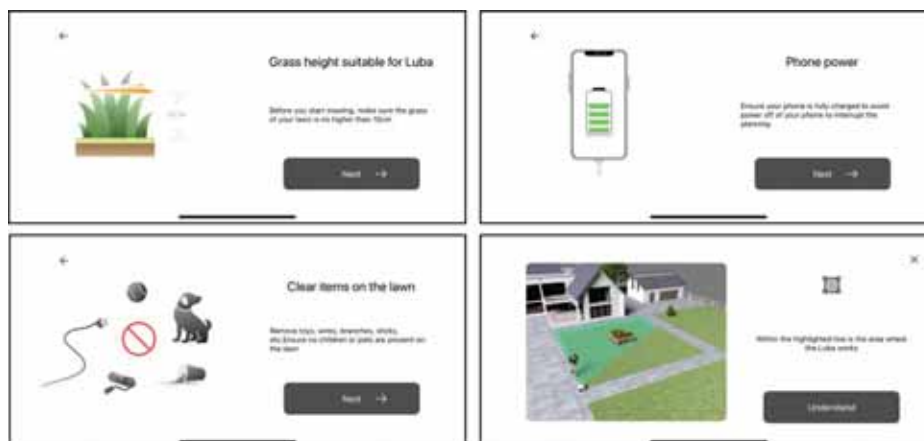 Grass height suitable for Luba
Before you start mowing, make sure the grass
of your lawn is no higher than 10cm
Next
Phone power
Ensure your phone is fully charged to avoid
power off of your phone to interrupt the
planning
Next
Clear items on the lawn
Remove toys, wires, branches, sticks,
etc.Ensure no children or pets are present on
the lawn
Next
Within the highlighted line is the area where
the Luba works
Understand